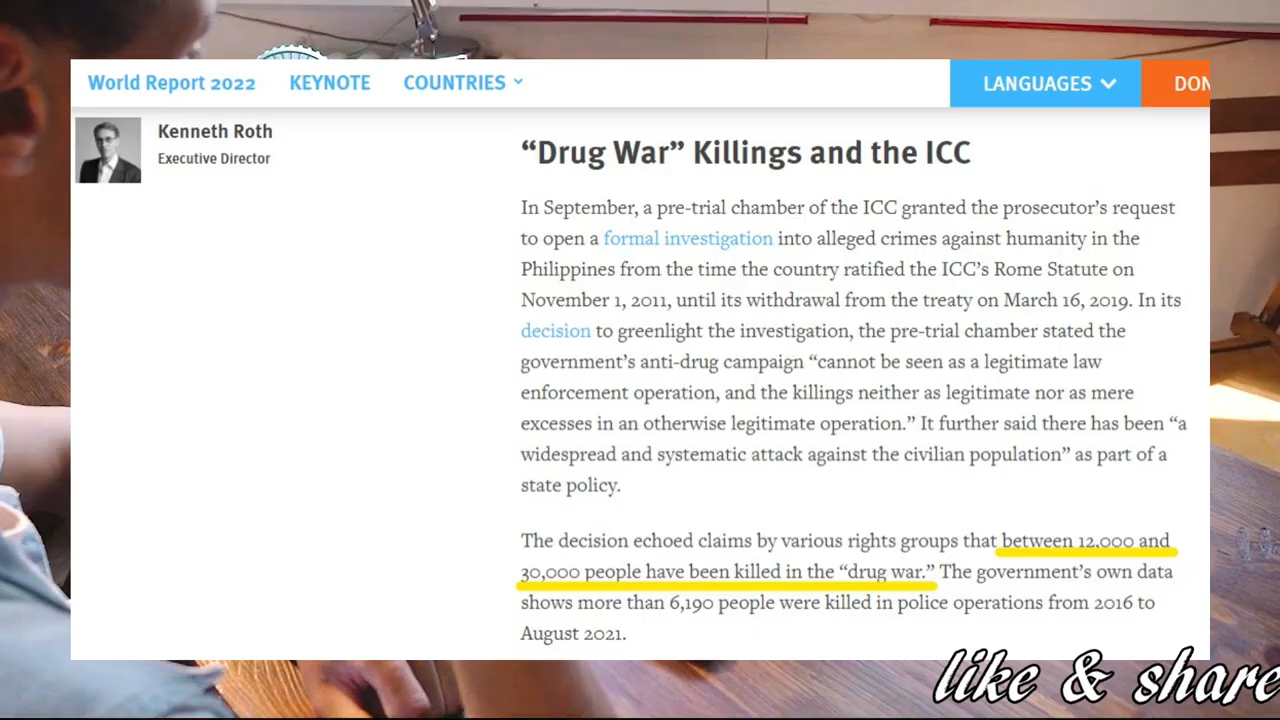 World Report 2022 KEYNOTE COUNTRIES LANGUAGES DON
Kenneth Roth
Executive Director
“Drug War” Killings and the ICC
In September, a pre-trial chamber of the ICC granted the prosecutor’s request
to open a formal investigation into alleged crimes against humanity in the
Philippines from the time the country ratified the ICC’s Rome Statute on
November 1, 2011, until its withdrawal from the treaty on March 16, 2019. In its
decision to greenlight the investigation, the pre-trial chamber stated the
government’s anti-drug campaign “cannot be seen as a legitimate law
enforcement operation, and the killings neither as legitimate nor as mere
excesses in an otherwise legitimate operation.” It further said there has been “a
widespread and systematic attack against the civilian population” as part of a
state policy.
The decision echoed claims by various rights groups that between 12.000 and
30,000 people have been killed in the “drug war.” The government’s own data
shows more than 6,190 people were killed in police operations from 2016 to
August 2021.
like & share